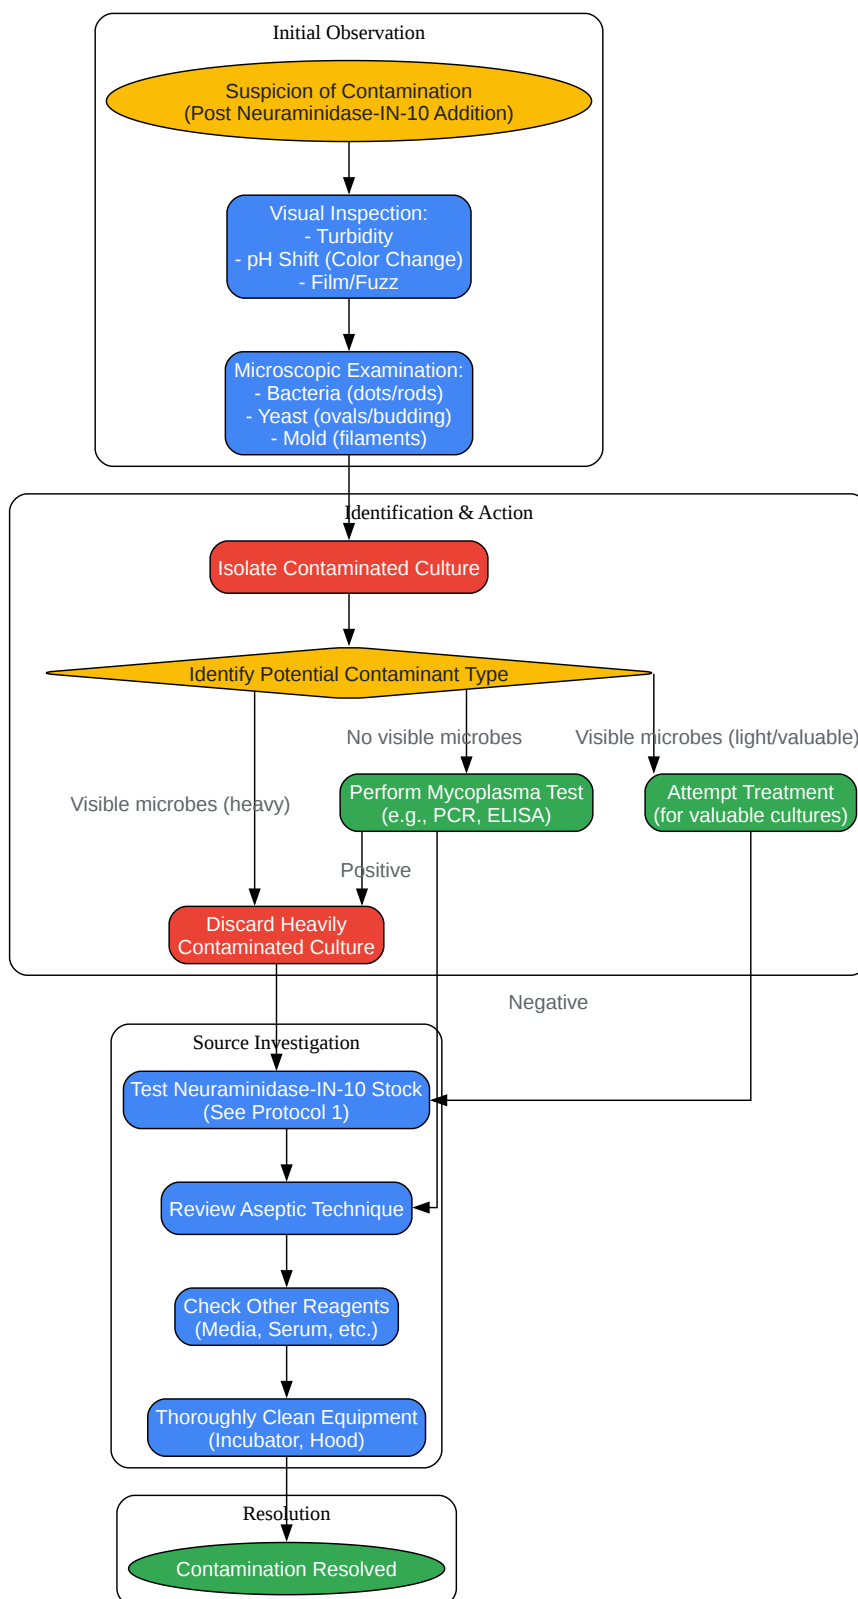 Initial Observation
Suspicion of Contamination
(Post Neuraminidase-IN-10 Addition)
Visual Inspection:
- Turbidity
- pH Shift (Color Change)
- Film/Fuzz
Microscopic Examination:
- Bacteria (dots/rods)
- Yeast (ovals/budding)
- Mold (filaments)
Identification & Action
Isolate Contaminated Culture
Identify Potential Contaminant Type
No visible microbes
Visible microbes (light/valuable)
Visible microbes (heavy)
Perform Mycoplasma Test
(e.g., PCR, ELISA)
Attempt Treatment
(for valuable cultures)
Positive
Discard Heavily
Contaminated Culture
Negative
Source Investigation
Test Neuraminidase-IN-10 Stock
(See Protocol 1)
Review Aseptic Technique
Check Other Reagents
(Media, Serum, etc.)
Thoroughly Clean Equipment
(Incubator, Hood)
Resolution
Contamination Resolved